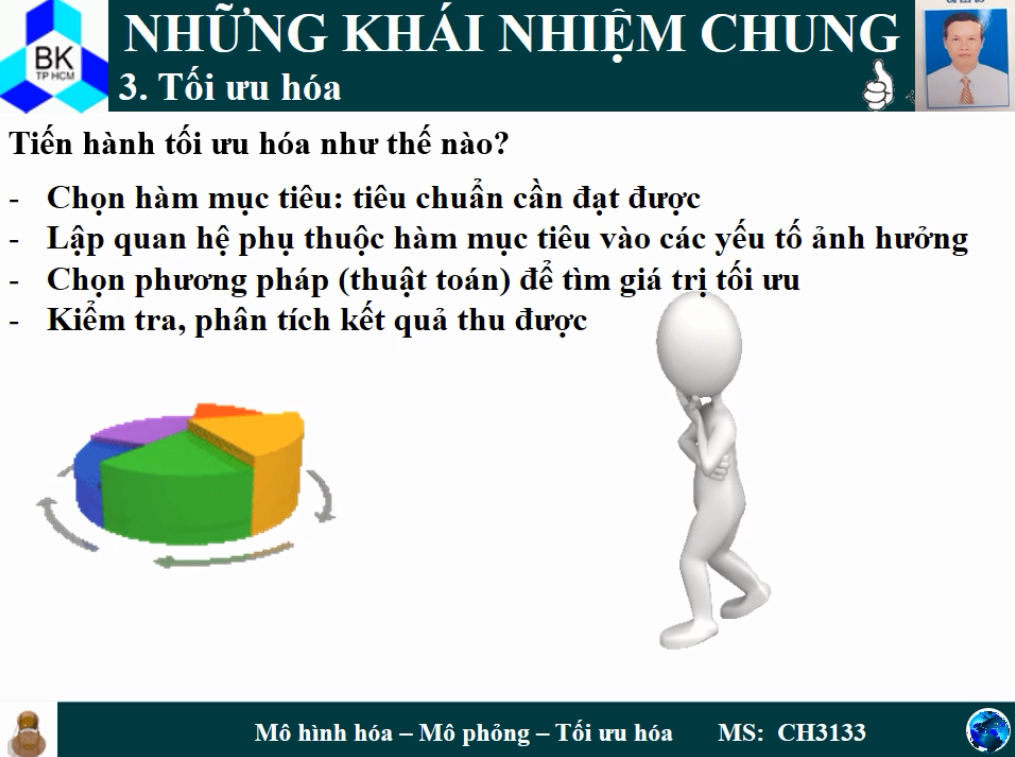 NHỮNG KHÁI NIỆM CHUNG
BK
TP HCM
3. Tối ưu hóa
Tiến hành tối ưu hóa như thế nào?
- Chọn hàm mục tiêu: tiêu chuẩn cần đạt được
- Lập quan hệ phụ thuộc hàm mục tiêu vào các yếu tố ảnh hưởng
- Chọn phương pháp (thuật toán) để tìm giá trị tối ưu
- Kiểm tra, phân tích kết quả thu được
Mô hình hóa – Mô phỏng – Tối ưu hóa MS: CH3133